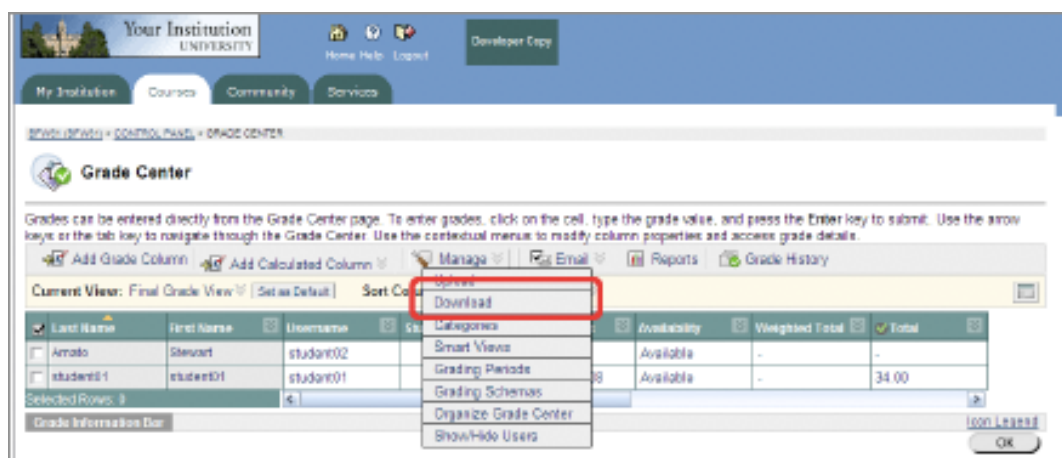 Your Institution
UNIVERSITY
Home Help Logout
Developer Copy
My Institution Courses Community Services
CONTROL PANEL > GRADE CENTER
Grade Center
Grades can be entered directly from the Grade Center page. To enter grades, click on the cell, type the grade value, and press the Enter key to submit. Use the arrow
keys or the tab key to navigate through the Grade Center. Use the contextual menus to modify column properties and access grade details.
Add Grade Column Add Calculated Column Manage Email Reports Grade History
Upload
Current View: Final Grade View Set as Default Sort Co
Download
Last Name First Name Username St Categories Availability Weighted Total Total
Amato Stewart student02 Smart Views Available - -
student01 student01 student01 Grading Periods Available - 34.00
Selected Rows: 0 Grading Schemas
Grade Information Bar Organize Grade Center Icon Legend
Show/Hide Users OK